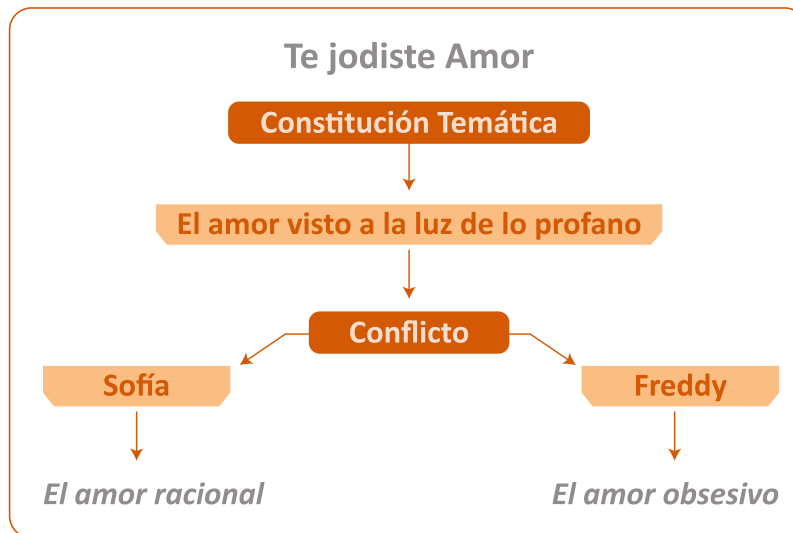 Te jodiste Amor
Constitución Temática
El amor visto a la luz de lo profano
Conflicto
Sofía
Freddy
El amor racional
El amor obsesivo